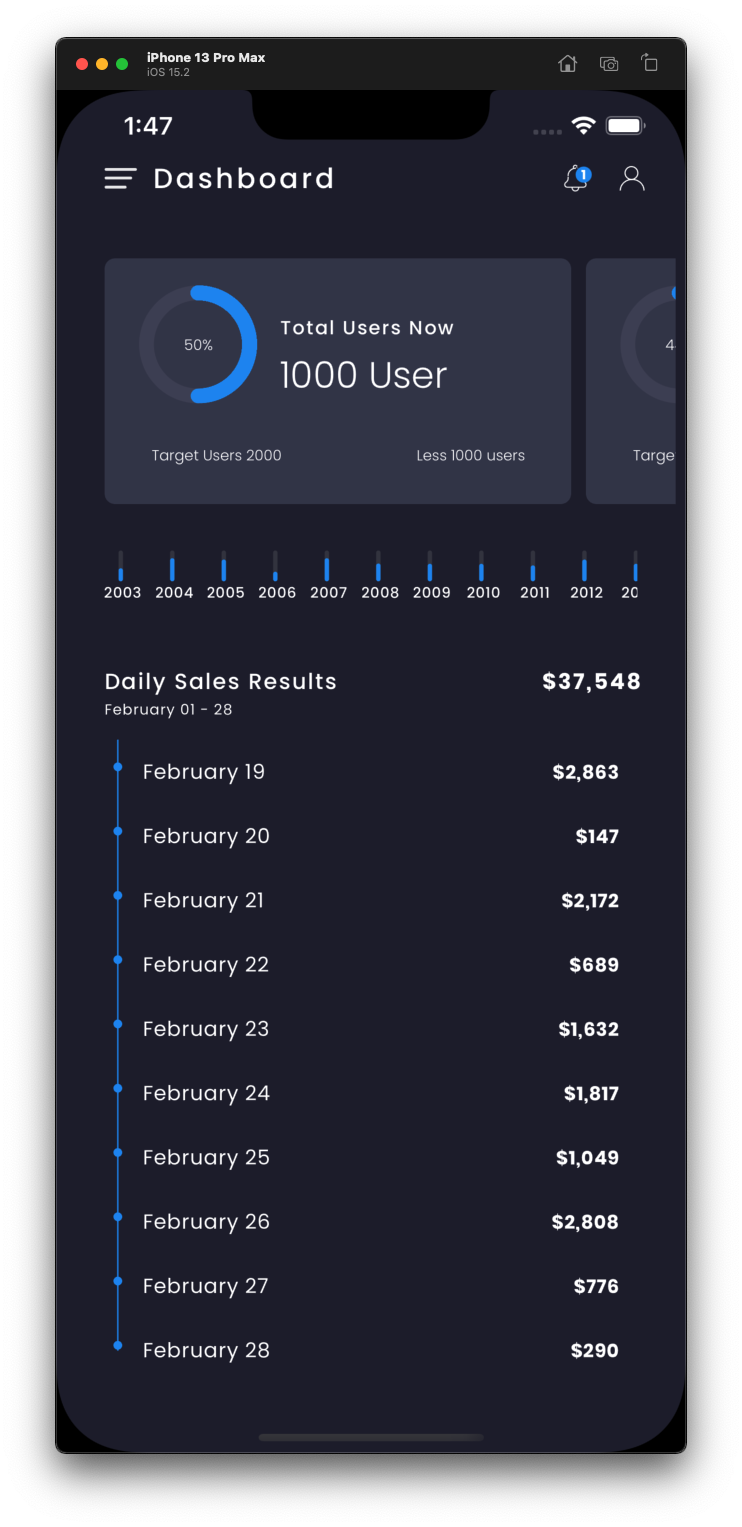 iPhone 13 Pro Max
iOS 15.2
1:47
Dashboard
1
50%
Total Users Now
1000 User
Target Users 2000 Less 1000 users
2003 2004 2005 2006 2007 2008 2009 2010 2011 2012
Daily Sales Results $37,548
February 01 - 28
February 19 $2,863
February 20 $147
February 21 $2,172
February 22 $689
February 23 $1,632
February 24 $1,817
February 25 $1,049
February 26 $2,808
February 27 $776
February 28 $290